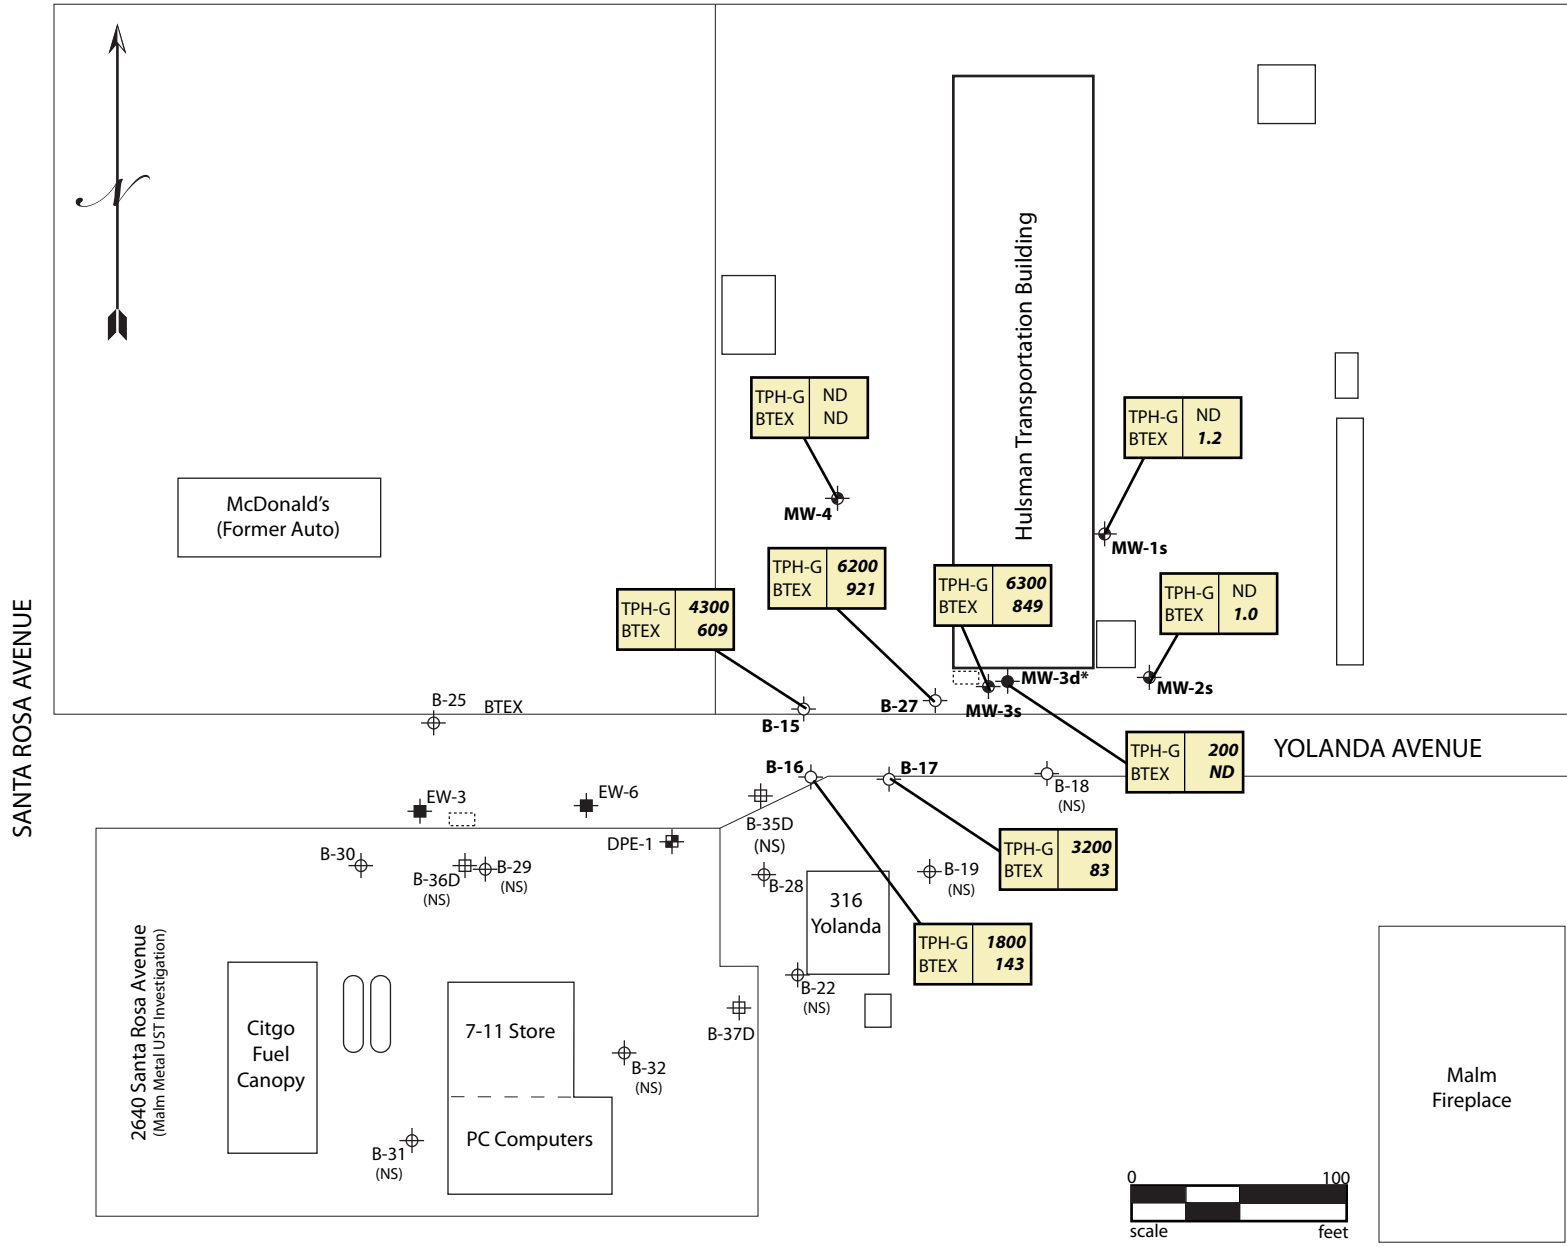 N
Hulsman Transportation Building
TPH-G ND
BTEX ND
TPH-G ND
BTEX 1.2
McDonald's
(Former Auto)
MW-4
MW-1s
TPH-G 6200
BTEX 921
TPH-G 6300
BTEX 849
TPH-G ND
BTEX 1.0
TPH-G 4300
BTEX 609
SANTA ROSA AVENUE
MW-3d*
MW-2s
B-25
BTEX
B-15
B-27
MW-3s
TPH-G 200
BTEX ND
YOLANDA AVENUE
B-16
B-17
B-18
(NS)
EW-3
EW-6
B-35D
(NS)
DPE-1
TPH-G 3200
BTEX 83
B-30
B-36D
(NS)
B-29
(NS)
B-28
B-19
(NS)
316
Yolanda
TPH-G 1800
BTEX 143
B-22
(NS)
2640 Santa Rosa Avenue
(Malm Metal UST Investigation)
Citgo
Fuel
Canopy
7-11 Store
B-37D
B-32
(NS)
PC Computers
B-31
(NS)
Malm
Fireplace
0 100
scale feet